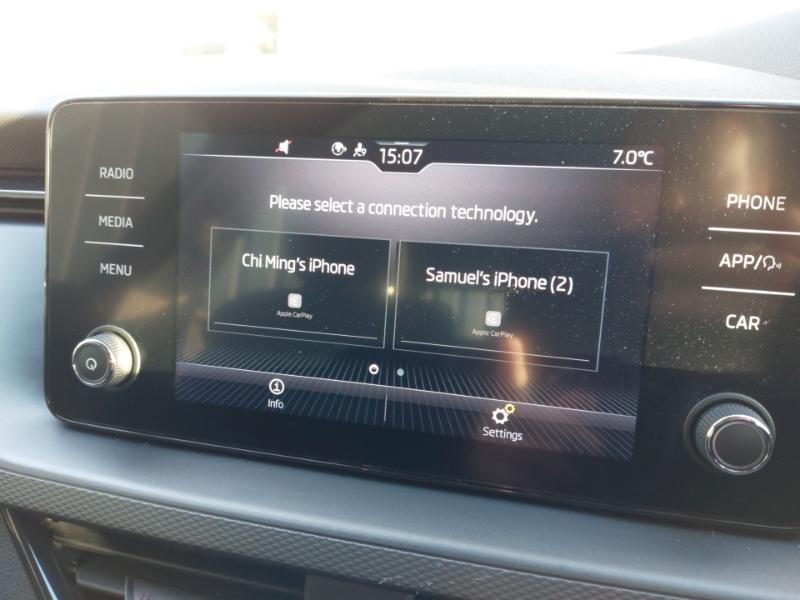 15:07
7.0°C
RADIO
MEDIA
MENU
Please select a connection technology.
Chi Ming's iPhone
Apple CarPlay
Samuel's iPhone (2)
Apple CarPlay
Info
Settings
PHONE
APP/
CAR